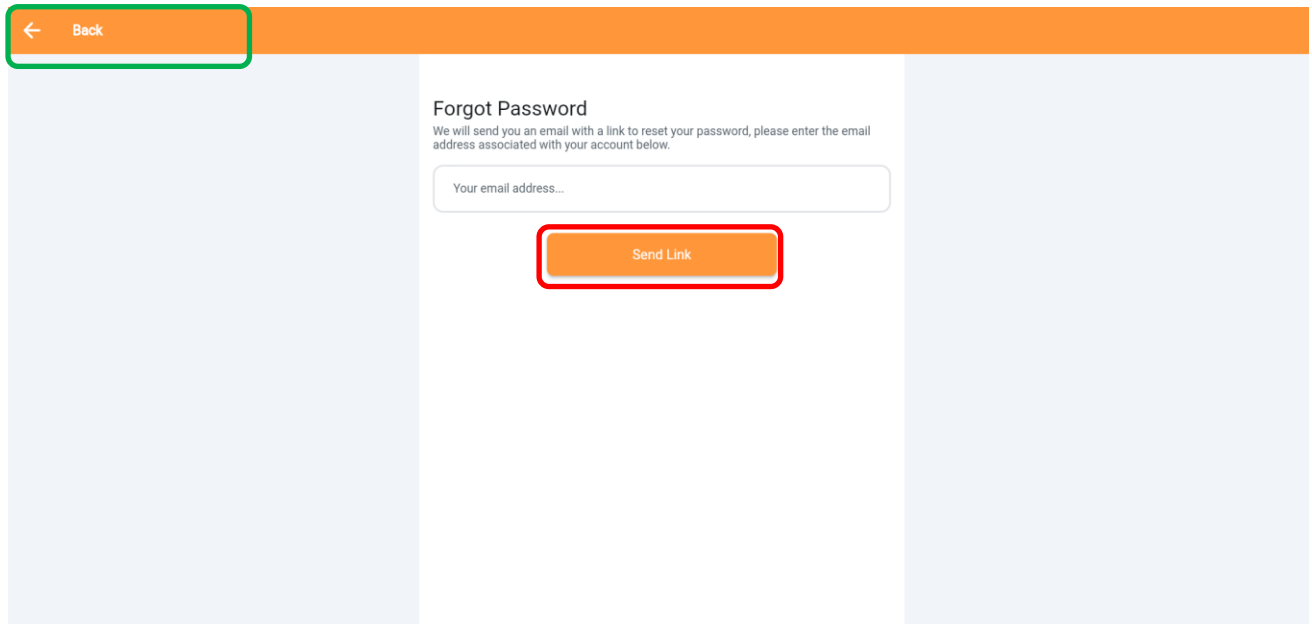 Back
Forgot Password
We will send you an email with a link to reset your password, please enter the email
address associated with your account below.
Your email address...
Send Link